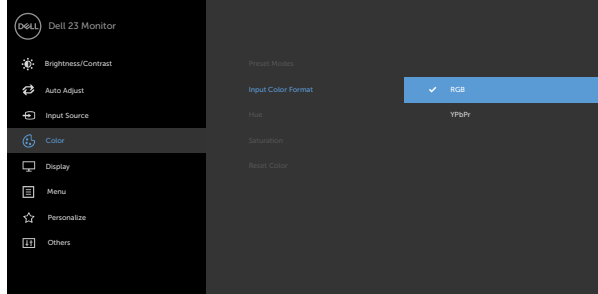 DELL
Dell 23 Monitor
Brightness/Contrast
Auto Adjust
Input Source
Color
Display
Menu
Personalize
Others
Preset Modes
Input Color Format
Hue
Saturation
Reset Color
RGB
YPbPr